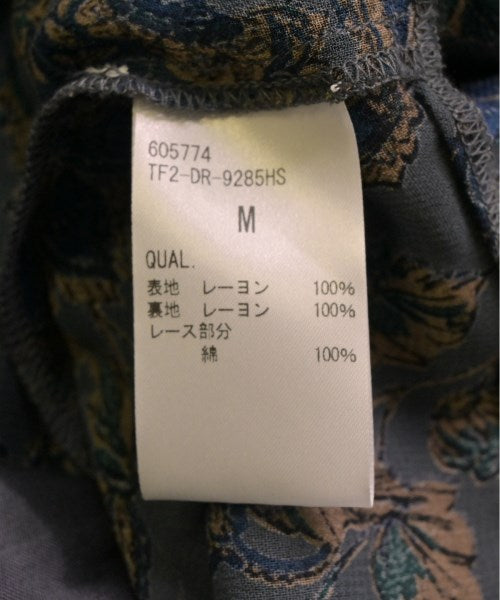 605774
TF2-DR-9285HS
M
QUAL.
表地 レーヨン 100%
裏地 レーヨン 100%
レース部分
綿 100%